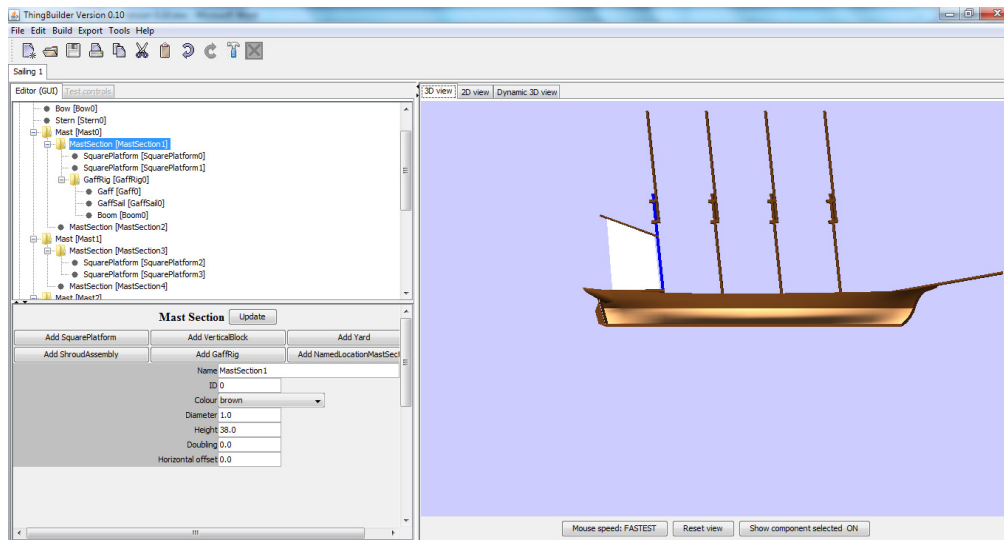 ThingBuilder Version 0.10
File Edit Build Export Tools Help
Sailing 1
Editor (GUI) Test controls
Bow [Bow0]
Stern [Stern0]
Mast [Mast0]
MastSection [MastSection1]
SquarePlatform [SquarePlatform0]
SquarePlatform [SquarePlatform1]
GaffRig [GaffRig0]
Gaff [Gaff0]
GaffSail [GaffSail0]
Boom [Boom0]
MastSection [MastSection2]
Mast [Mast1]
MastSection [MastSection3]
SquarePlatform [SquarePlatform2]
SquarePlatform [SquarePlatform3]
MastSection [MastSection4]
Mast [Mast2]
Mast Section Update
Add SquarePlatform Add VerticalBlock Add Yard
Add ShroudAssembly Add GaffRig Add NamedLocationMastSect
Name MastSection1
ID 0
Colour brown
Diameter 1.0
Height 38.0
Doubling 0.0
Horizontal offset 0.0
3D view 2D view Dynamic 3D view
Mouse speed: FASTEST Reset view Show component selected ON